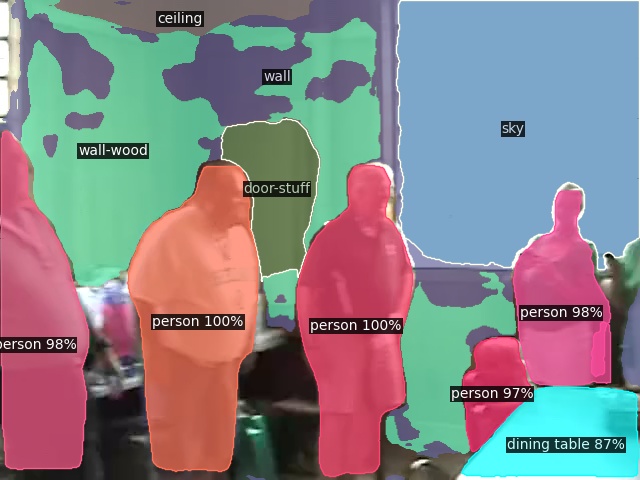 ceiling
wall
sky
wall-wood
door-stuff
person 98%
person 100%
person 100%
person 98%
person 97%
dining table 87%